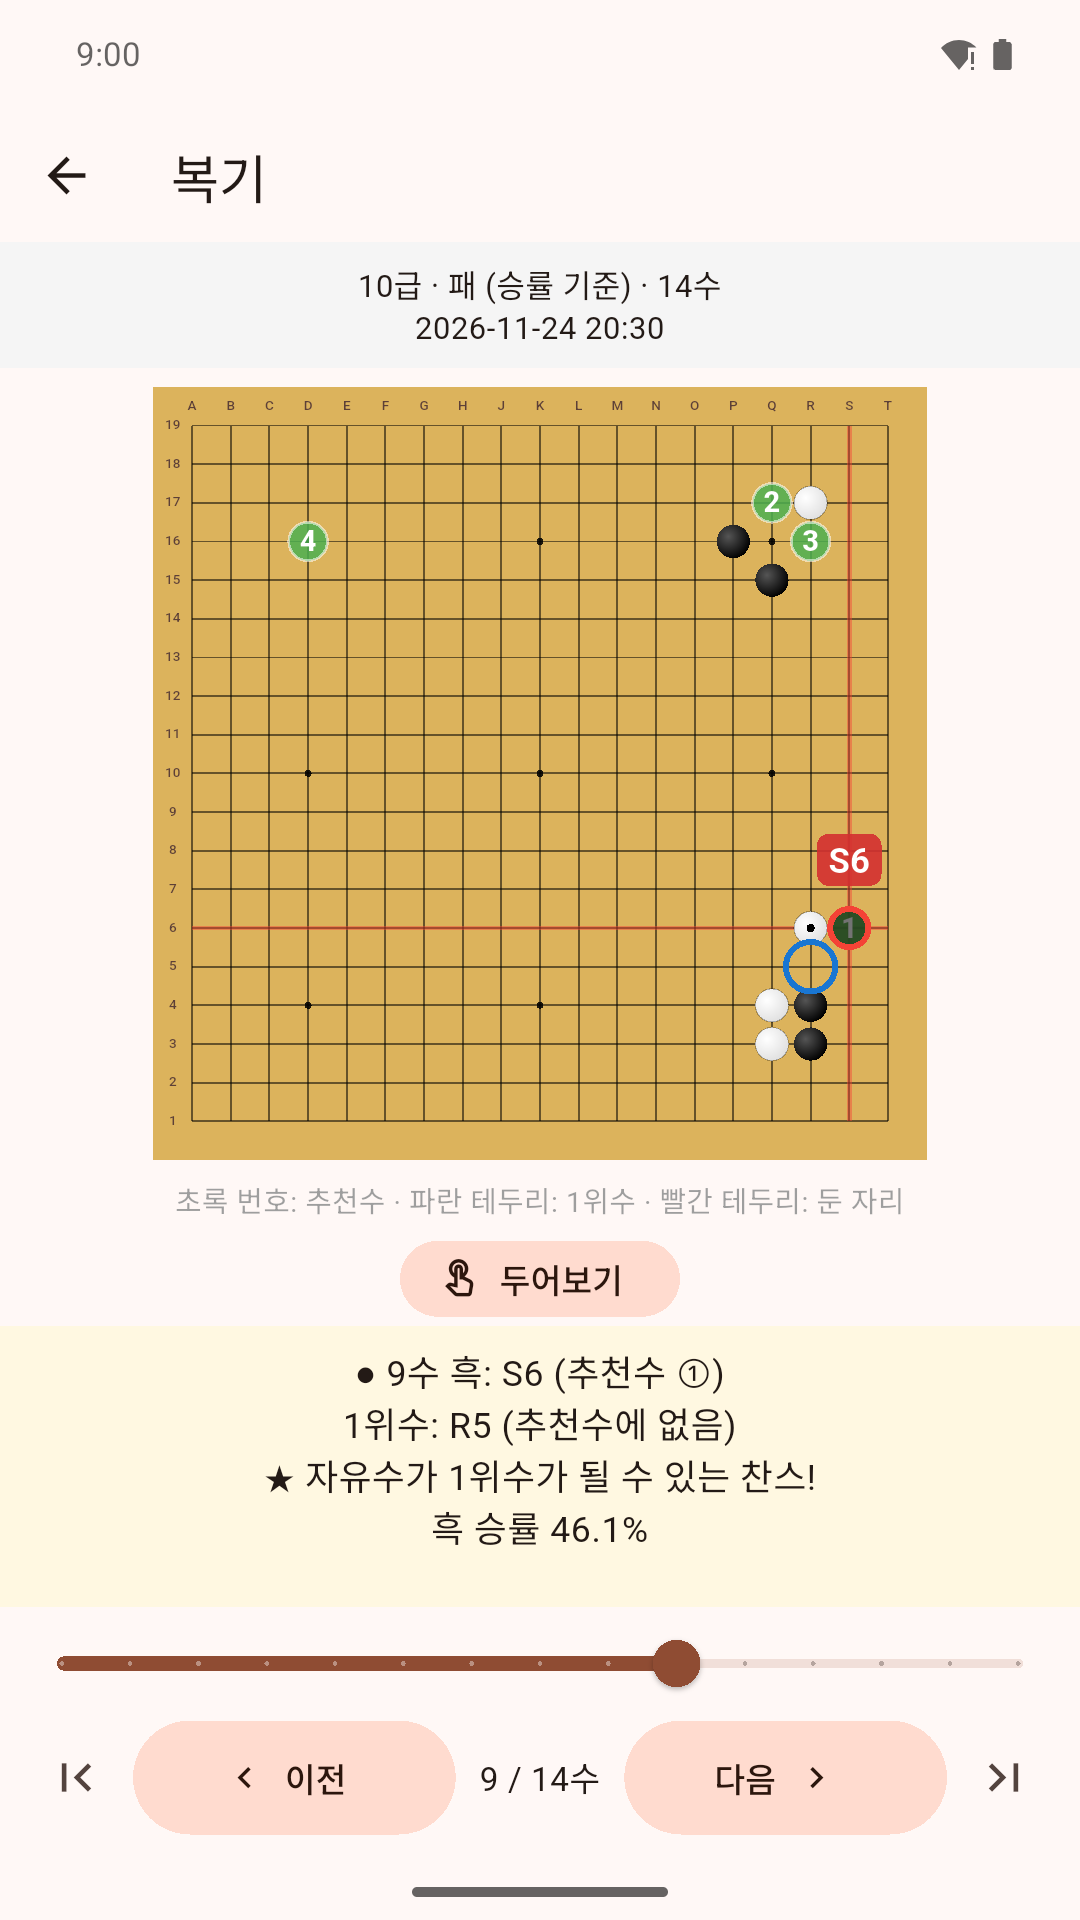 9:00
복기
10급 · 패 (승률 기준) · 14수
2026-11-24 20:30
A B C D E F G H J K L M N O P Q R S T
19
18
17 2
16 4 3
15
14
13
12
11
10
9
8 S6
7
6 1
5
4
3
2
1
초록 번호: 추천수 · 파란 테두리: 1위수 · 빨간 테두리: 둔 자리
두어보기
● 9수 흑: S6 (추천수 ①)
1위수: R5 (추천수에 없음)
★ 자유수가 1위수가 될 수 있는 찬스!
흑 승률 46.1%
이전 9 / 14수 다음